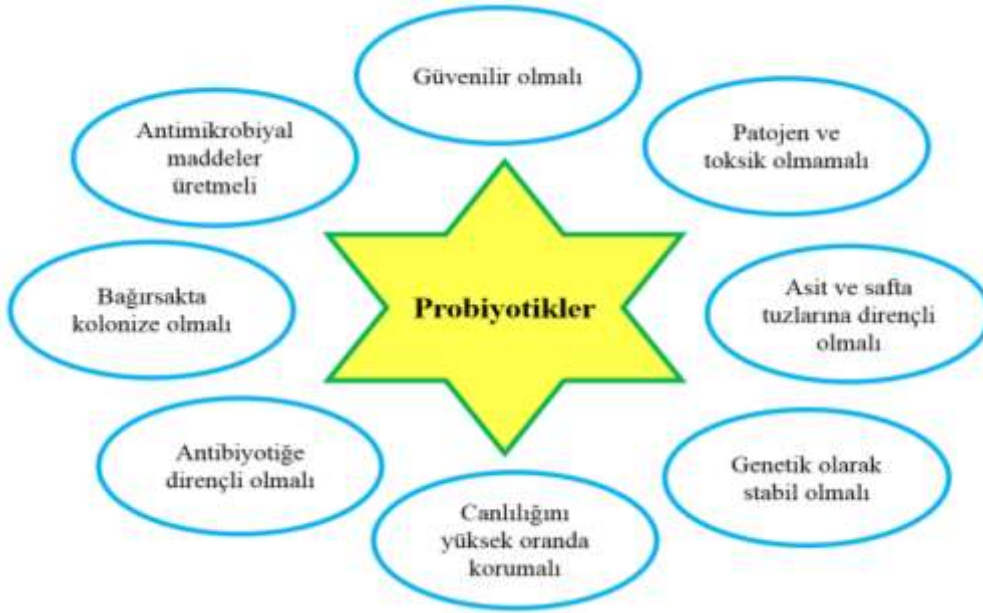 Güvenilir olmalı
Antimikrobiyal
maddeler
üretmeli
Patojen ve
toksik olmamalı
Bağırsakta
kolonize olmalı
Probiyotikler
Asit ve safta
tuzlarına dirençli
olmalı
Antibiyotiğe
dirençli olmalı
Canlılığını
yüksek oranda
korumalı
Genetik olarak
stabil olmalı